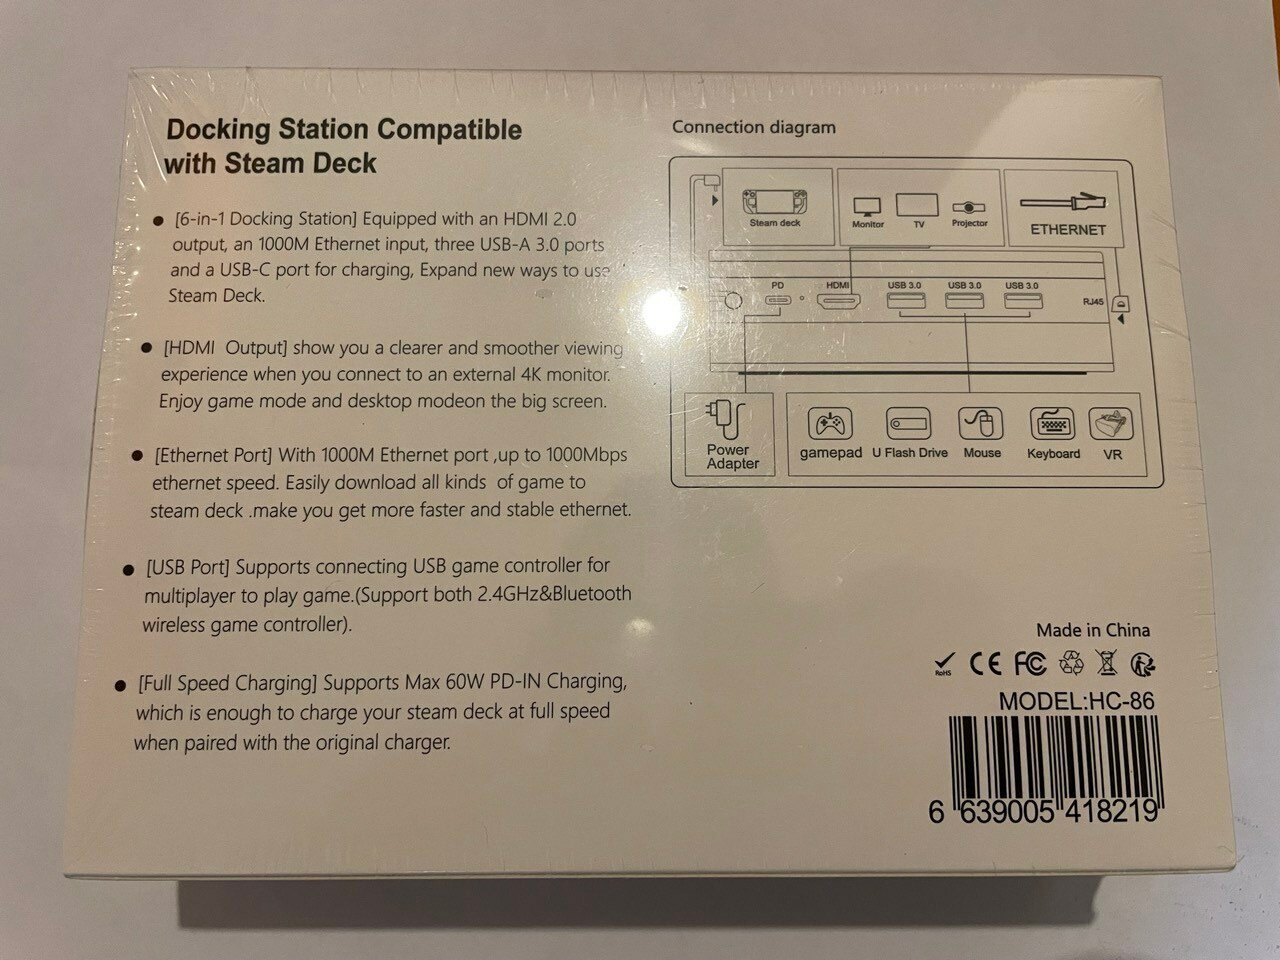 Docking Station Compatible
with Steam Deck
● [6-in-1 Docking Station] Equipped with an HDMI 2.0
output, an 1000M Ethernet input, three USB-A 3.0 ports
and a USB-C port for charging, Expand new ways to use
Steam Deck.
● [HDMI Output] show you a clearer and smoother viewing
experience when you connect to an external 4K monitor.
Enjoy game mode and desktop modeon the big screen.
● [Ethernet Port] With 1000M Ethernet port ,up to 1000Mbps
ethernet speed. Easily download all kinds of game to
steam deck .make you get more faster and stable ethernet.
● [USB Port] Supports connecting USB game controller for
multiplayer to play game.(Support both 2.4GHz&Bluetooth
wireless game controller).
● [Full Speed Charging] Supports Max 60W PD-IN Charging,
which is enough to charge your steam deck at full speed
when paired with the original charger.
Connection diagram
Steam deck
Monitor
TV
Projector
ETHERNET
PD
HDMI
USB 3.0
USB 3.0
USB 3.0
RJ45
Power
Adapter
gamepad
U Flash Drive
Mouse
Keyboard
VR
Made in China
RoHS CE FC
MODEL:HC-86
6 639005 418219